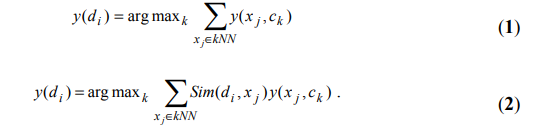 y(d_i) = arg max_k ∑_{x_j∈kNN} y(x_j, c_k) (1)
y(d_i) = arg max_k ∑_{x_j∈kNN} Sim(d_i, x_j) y(x_j, c_k) . (2)